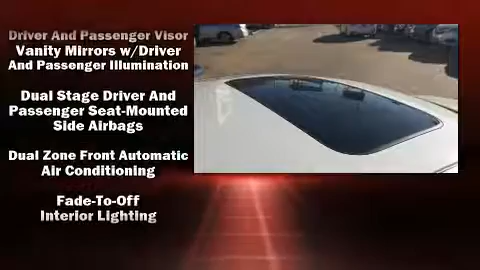 Driver And Passenger Visor
Vanity Mirrors w/Driver
And Passenger Illumination
Dual Stage Driver And
Passenger Seat-Mounted
Side Airbags
Dual Zone Front Automatic
Air Conditioning
Fade-To-Off
Interior Lighting